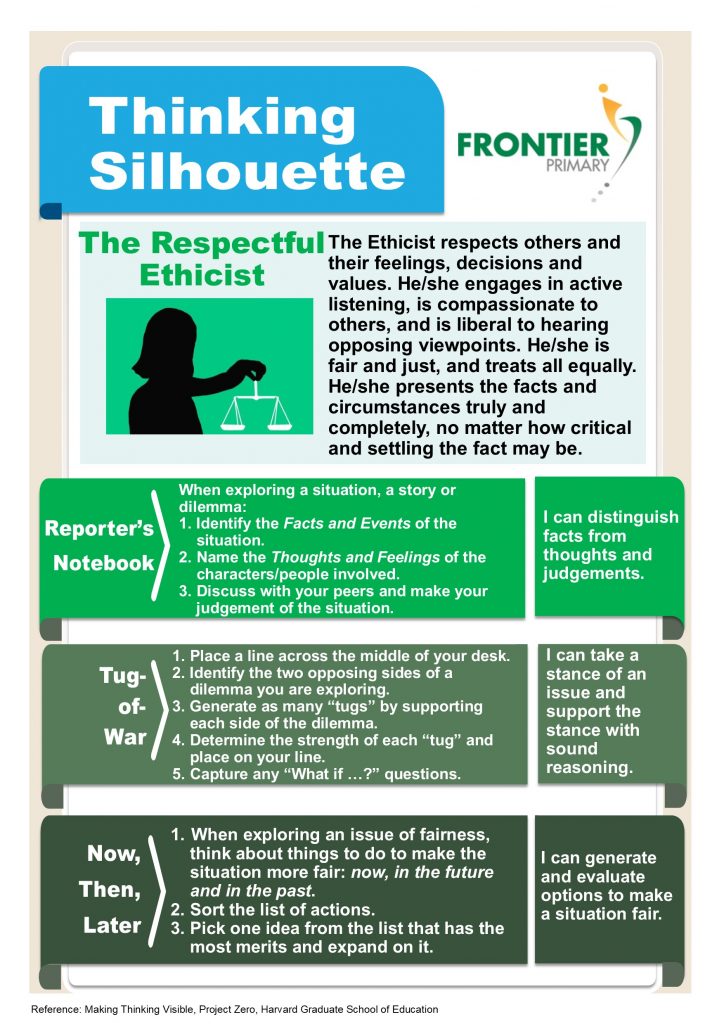 Thinking
Silhouette
FRONTIER
PRIMARY
The Respectful
Ethicist
The Ethicist respects others and
their feelings, decisions and
values. He/she engages in active
listening, is compassionate to
others, and is liberal to hearing
opposing viewpoints. He/she is
fair and just, and treats all equally.
He/she presents the facts and
circumstances truly and
completely, no matter how critical
and settling the fact may be.
Reporter's
Notebook
When exploring a situation, a story or
dilemma:
1. Identify the Facts and Events of the
situation.
2. Name the Thoughts and Feelings of the
characters/people involved.
3. Discuss with your peers and make your
judgement of the situation.
I can distinguish
facts from
thoughts and
judgements.
Tug-
of-
War
1. Place a line across the middle of your desk.
2. Identify the two opposing sides of a
dilemma you are exploring.
3. Generate as many “tugs” by supporting
each side of the dilemma.
4. Determine the strength of each “tug” and
place on your line.
5. Capture any “What if …?” questions.
I can take a
stance of an
issue and
support the
stance with
sound
reasoning.
Now,
Then,
Later
1. When exploring an issue of fairness,
think about things to do to make the
situation more fair: now, in the future
and in the past.
2. Sort the list of actions.
3. Pick one idea from the list that has the
most merits and expand on it.
I can generate
and evaluate
options to make
a situation fair.
Reference: Making Thinking Visible, Project Zero, Harvard Graduate School of Education